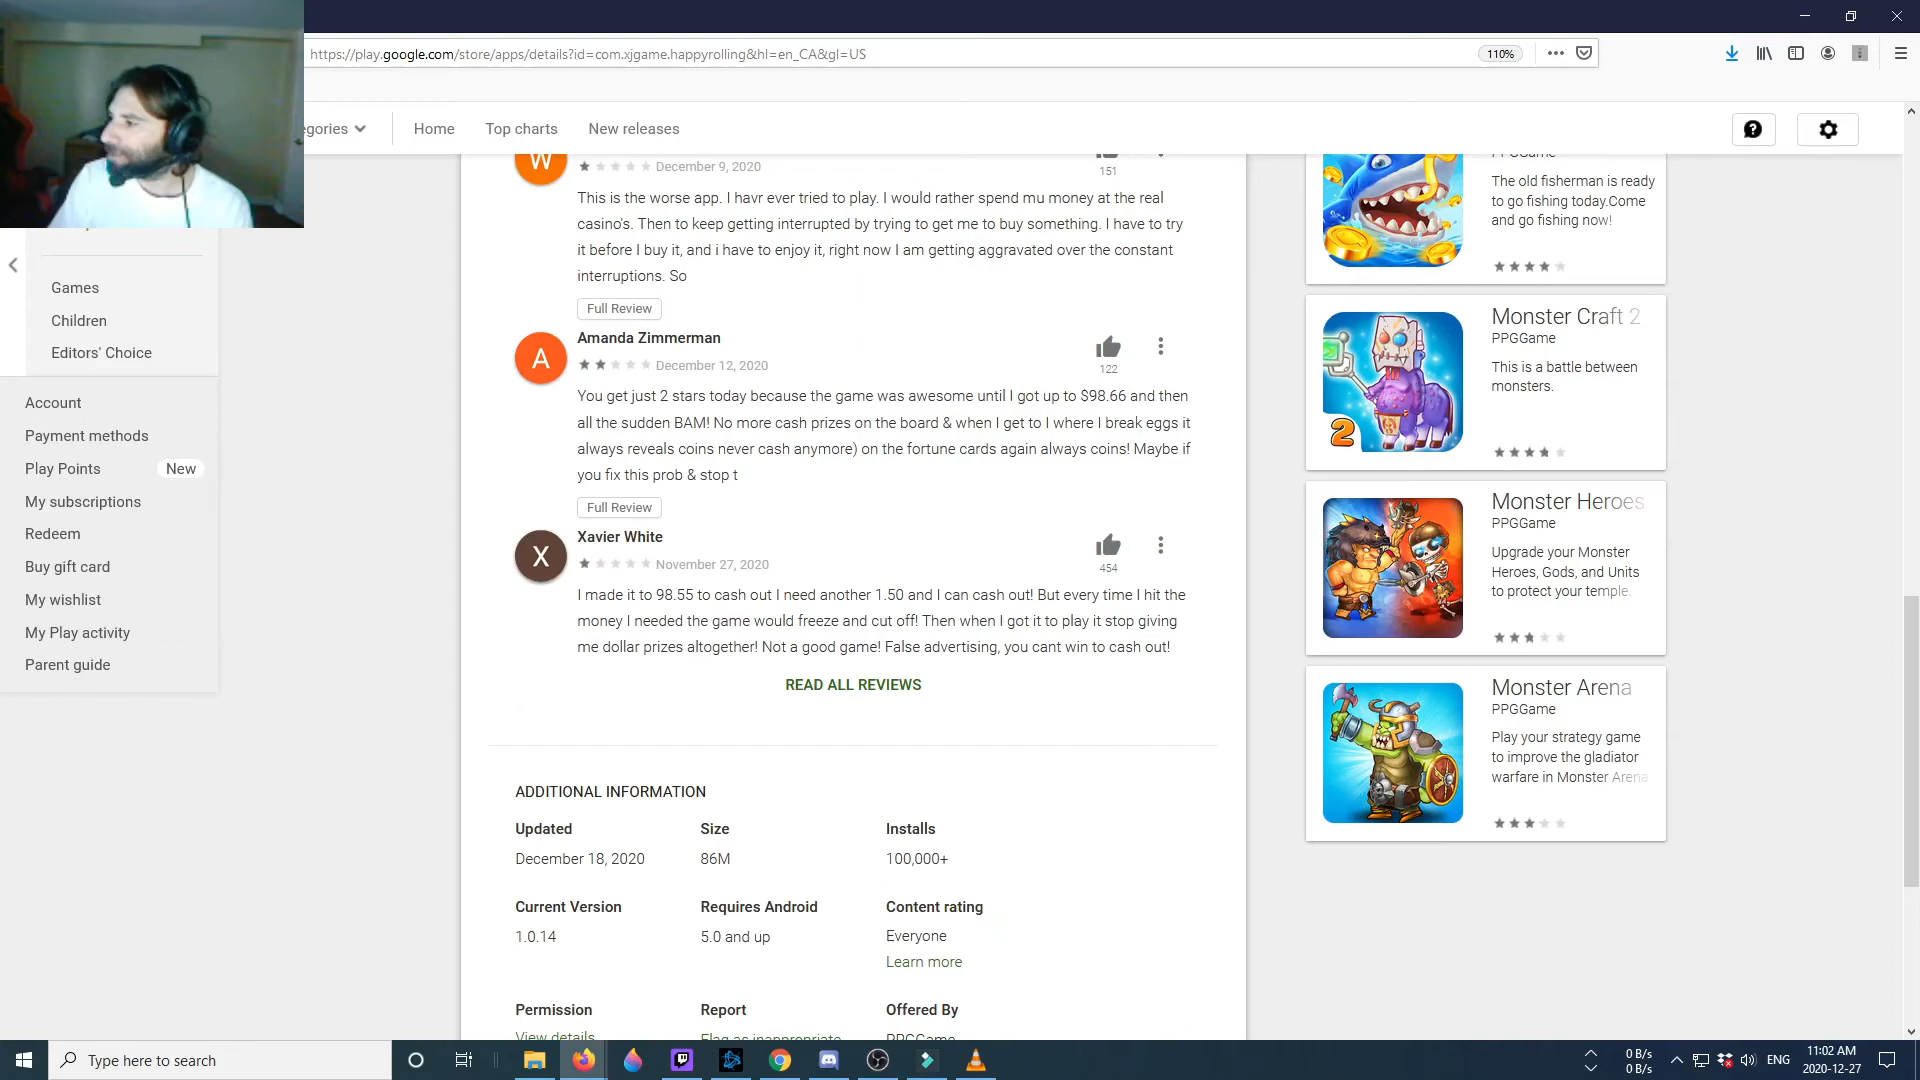 https://play.google.com/store/apps/details?id=com.xjgame.happyrolling&hl=en_CA&gl=US
110%
egories
Home
Top charts
New releases
Games
Children
Editors' Choice
Account
Payment methods
Play Points
New
My subscriptions
Redeem
Buy gift card
My wishlist
My Play activity
Parent guide
W
December 9, 2020
151
This is the worse app. I havr ever tried to play. I would rather spend mu money at the real
casino's. Then to keep getting interrupted by trying to get me to buy something. I have to try
it before I buy it, and i have to enjoy it, right now I am getting aggravated over the constant
interruptions. So
Full Review
A
Amanda Zimmerman
December 12, 2020
122
You get just 2 stars today because the game was awesome until I got up to $98.66 and then
all the sudden BAM! No more cash prizes on the board & when I get to I where I break eggs it
always reveals coins never cash anymore) on the fortune cards again always coins! Maybe if
you fix this prob & stop t
Full Review
X
Xavier White
November 27, 2020
454
I made it to 98.55 to cash out I need another 1.50 and I can cash out! But every time I hit the
money I needed the game would freeze and cut off! Then when I got it to play it stop giving
me dollar prizes altogether! Not a good game! False advertising, you cant win to cash out!
READ ALL REVIEWS
ADDITIONAL INFORMATION
Updated
Size
Installs
December 18, 2020
86M
100,000+
Current Version
Requires Android
Content rating
1.0.14
5.0 and up
Everyone
Learn more
Permission
Report
Offered By
View details
Flag as inappropriate
PPGGame
PPGGame
The old fisherman is ready
to go fishing today.Come
and go fishing now!
Monster Craft 2
PPGGame
This is a battle between
monsters.
2
Monster Heroes
PPGGame
Upgrade your Monster
Heroes, Gods, and Units
to protect your temple.
Monster Arena
PPGGame
Play your strategy game
to improve the gladiator
warfare in Monster Arena
Type here to search
0 B/s
0 B/s
ENG
11:02 AM
2020-12-27